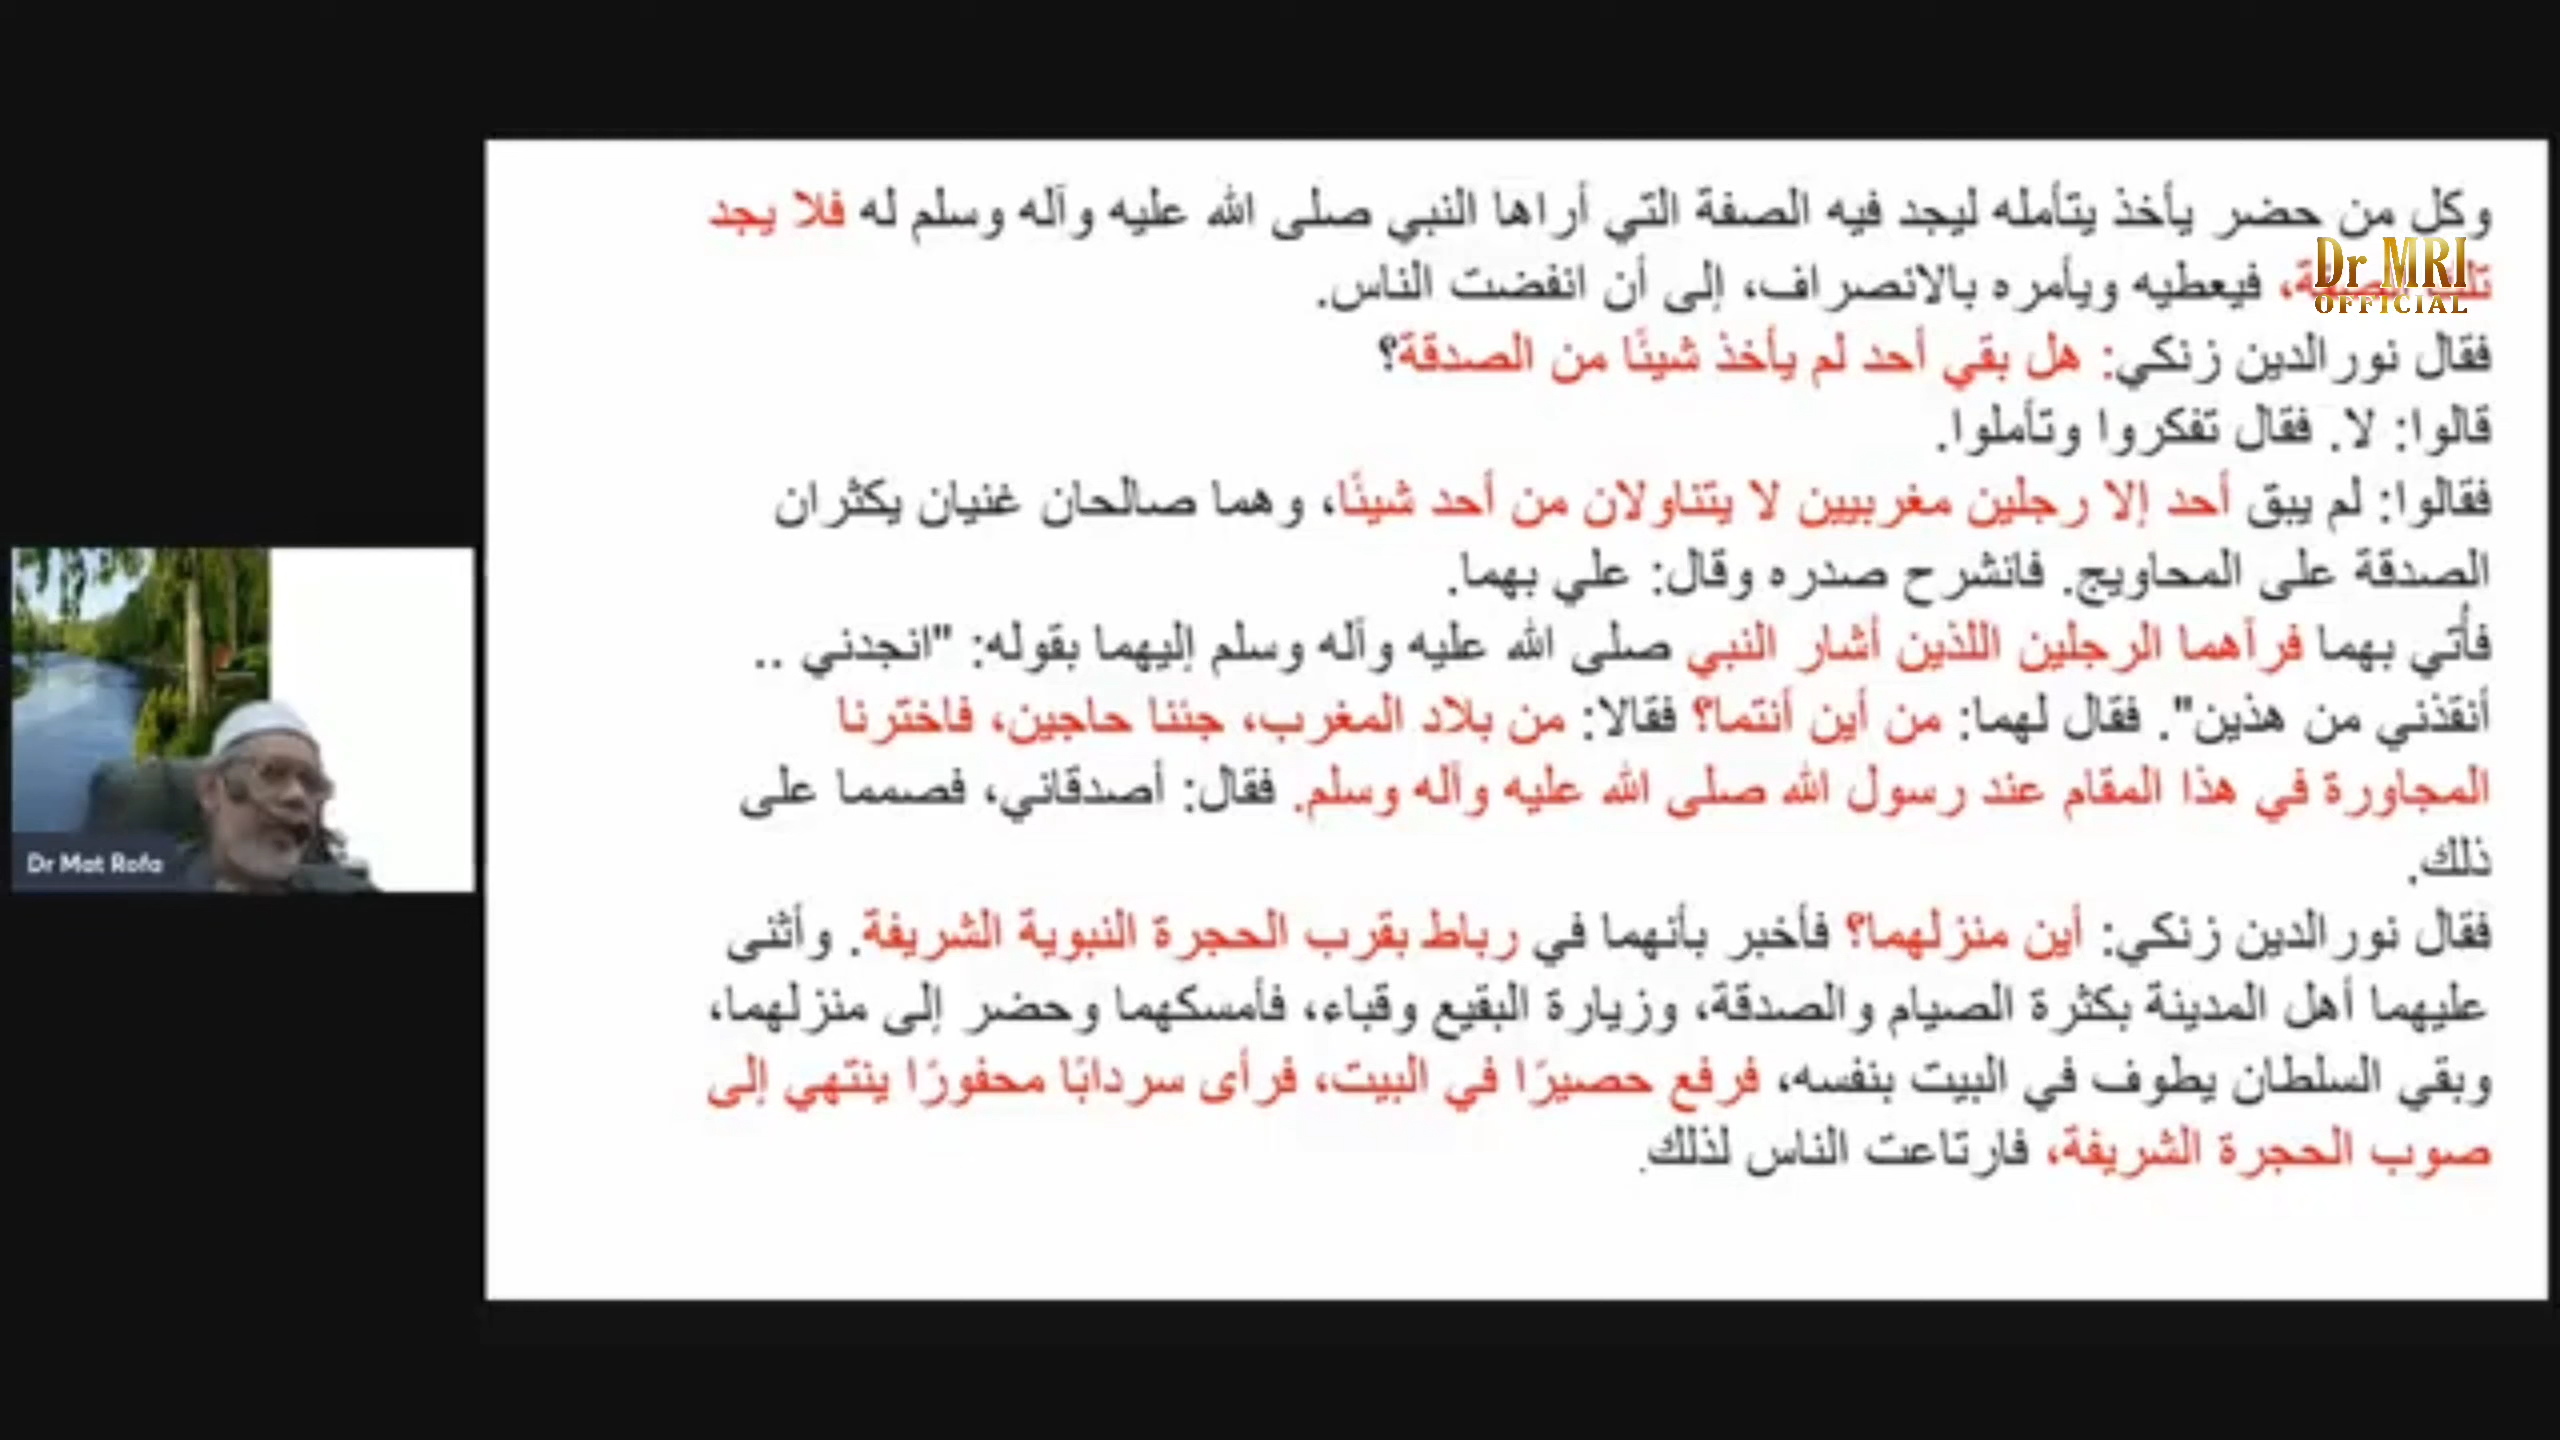 وكل من حضر يأخذ يتأمله ليجد فيه الصفة التي أراها النبي صلى الله عليه وآله وسلم له فلا يجد
تلك الصفة، فيعطيه ويأمره بالانصراف، إلى أن انفضت الناس.
فقال نور الدين زنكي: هل بقي أحد لم يأخذ شيئًا من الصدقة؟
قالوا: لا. فقال تفكروا وتأملوا.
فقالوا: لم يبق أحد إلا رجلين مغربيين لا يتناولان من أحد شيئًا، وهما صالحان غنيان يكثران
الصدقة على المحاويج. فانشرح صدره وقال: علي بهما.
فأُتي بهما فرآهما الرجلين اللذين أشار النبي صلى الله عليه وآله وسلم إليهما بقوله: "انجدني ..
أنقذني من هذين". فقال لهما: من أين أنتما؟ فقالا: من بلاد المغرب، جئنا حاجين، فاخترنا
المجاورة في هذا المقام عند رسول الله صلى الله عليه وآله وسلم. فقال: أصدقاني، فصمما على
ذلك.
فقال نور الدين زنكي: أين منزلهما؟ فأخبر بأنهما في رباط بقرب الحجرة النبوية الشريفة. وأثنى
عليهما أهل المدينة بكثرة الصيام والصدقة، وزيارة البقيع وقباء، فأمسكهما وحضر إلى منزلهما،
وبقي السلطان يطوف في البيت بنفسه، فرفع حصيرًا في البيت، فرأى سردابًا محفورًا ينتهي إلى
صوب الحجرة الشريفة، فارتاعت الناس لذلك.
Dr MRI
OFFICIAL
Dr Mat Rofa